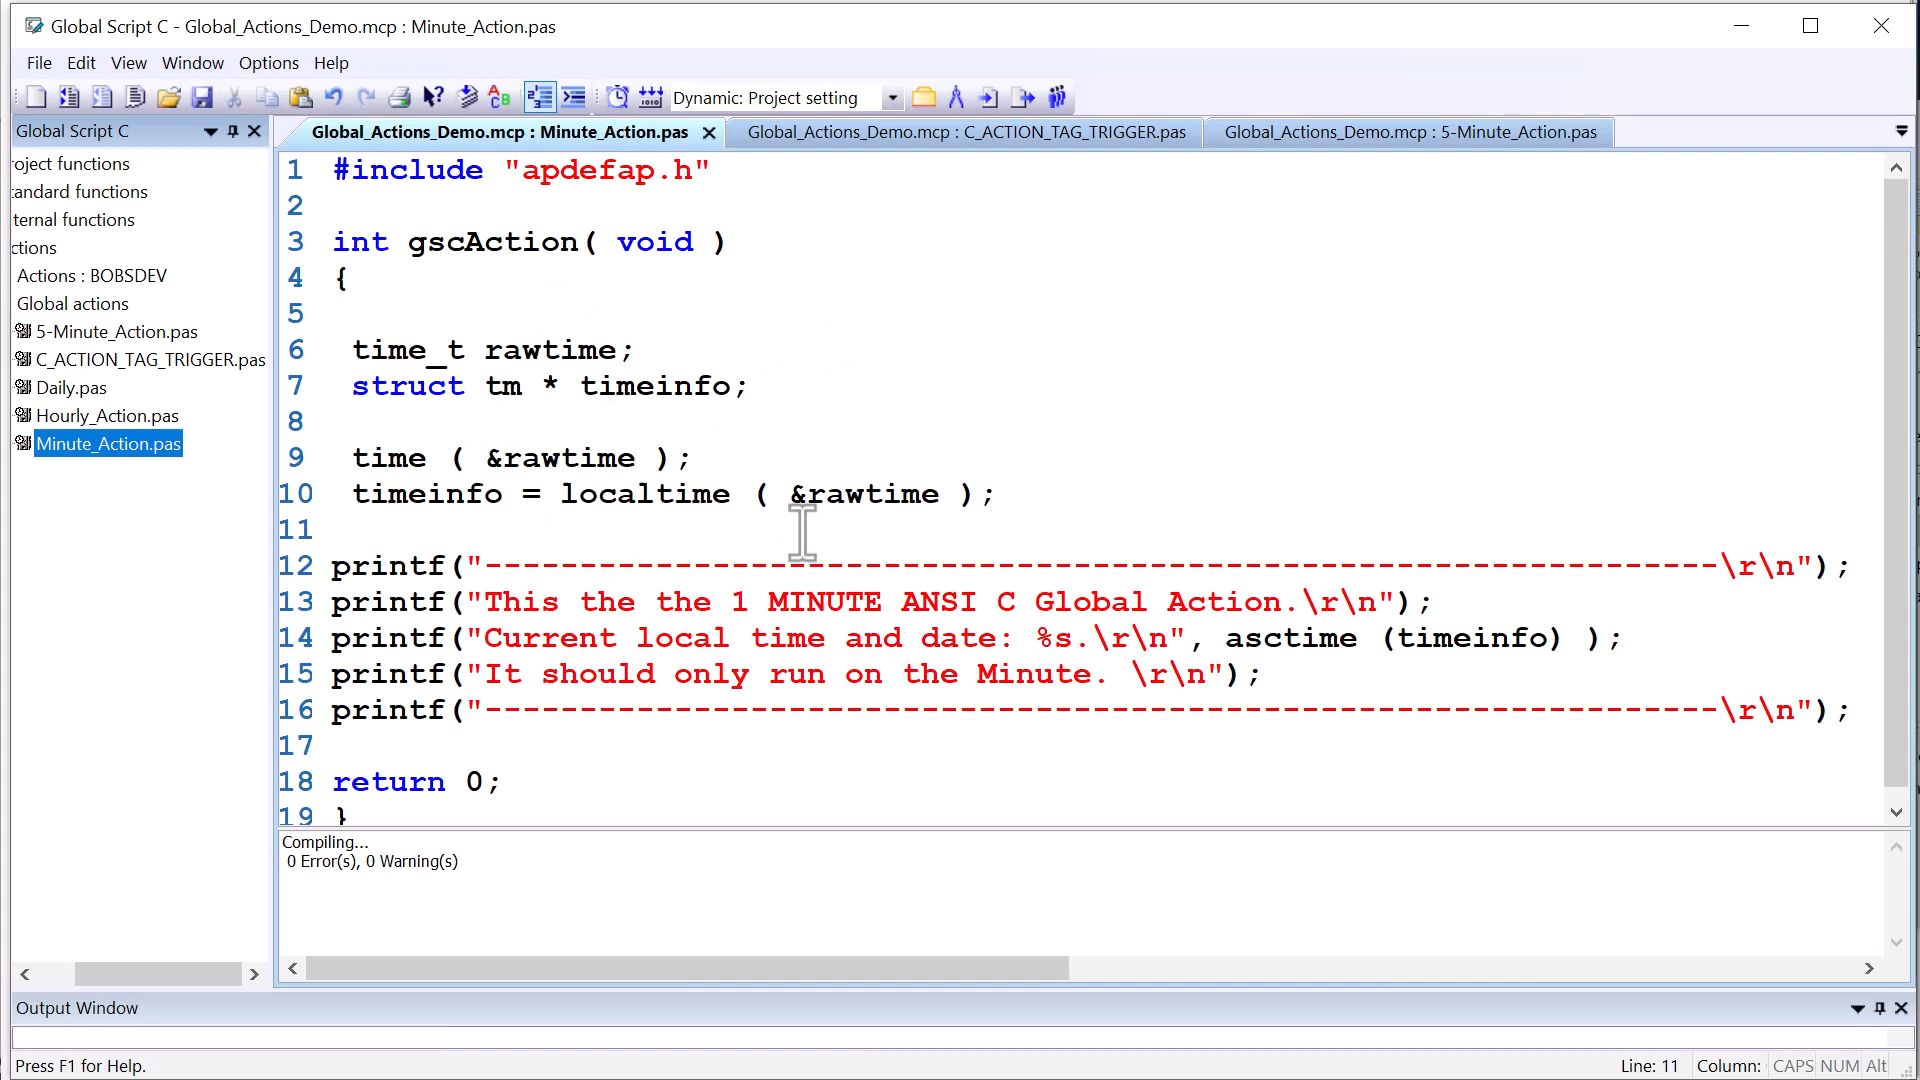 Global Script C - Global_Actions_Demo.mcp : Minute_Action.pas
File Edit View Window Options Help
Dynamic: Project setting
Global Script C
oject functions
andard functions
ternal functions
ctions
Actions : BOBSDEV
Global actions
5-Minute_Action.pas
C_ACTION_TAG_TRIGGER.pas
Daily.pas
Hourly_Action.pas
Minute_Action.pas
Global_Actions_Demo.mcp : Minute_Action.pas
Global_Actions_Demo.mcp : C_ACTION_TAG_TRIGGER.pas
Global_Actions_Demo.mcp : 5-Minute_Action.pas
1 #include "apdefap.h"
2
3 int gscAction( void )
4 {
5
6 time_t rawtime;
7 struct tm * timeinfo;
8
9 time ( &rawtime );
10 timeinfo = localtime ( &rawtime );
11
12 printf("-----------------------------------------------------------------\r\n");
13 printf("This the the 1 MINUTE ANSI C Global Action.\r\n");
14 printf("Current local time and date: %s.\r\n", asctime (timeinfo) );
15 printf("It should only run on the Minute. \r\n");
16 printf("-----------------------------------------------------------------\r\n");
17
18 return 0;
19 }
Compiling...
0 Error(s), 0 Warning(s)
Output Window
Press F1 for Help.
Line: 11 Column: CAPS NUM Alt